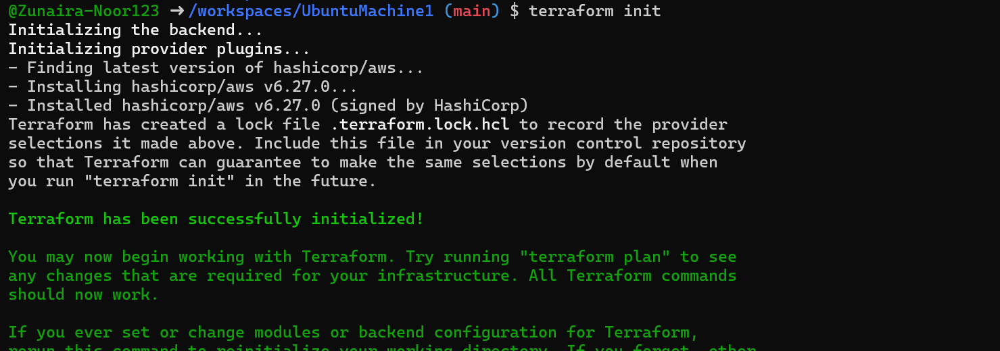 @Zunaira-Noor123 ➜/workspaces/UbuntuMachine1 (main) $ terraform init
Initializing the backend...
Initializing provider plugins...
- Finding latest version of hashicorp/aws...
- Installing hashicorp/aws v6.27.0...
- Installed hashicorp/aws v6.27.0 (signed by HashiCorp)
Terraform has created a lock file .terraform.lock.hcl to record the provider
selections it made above. Include this file in your version control repository
so that Terraform can guarantee to make the same selections by default when
you run "terraform init" in the future.
Terraform has been successfully initialized!
You may now begin working with Terraform. Try running "terraform plan" to see
any changes that are required for your infrastructure. All Terraform commands
should now work.
If you ever set or change modules or backend configuration for Terraform,
rerun this command to reinitialize your working directory. If you forget, other